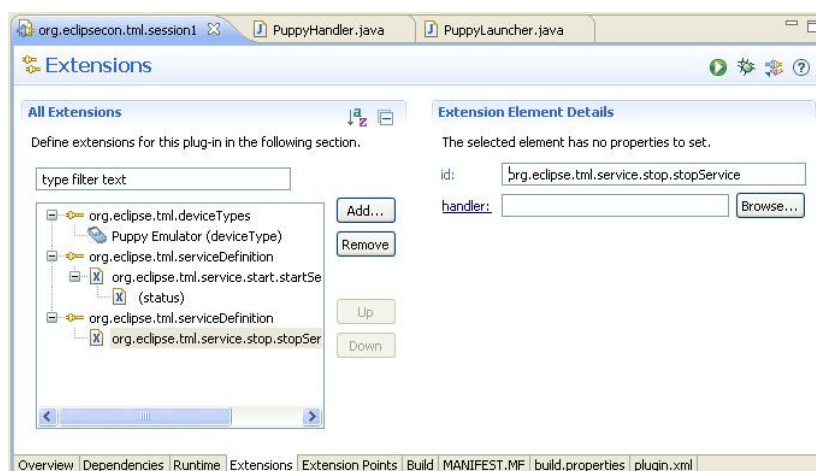 org.eclipsecon.tml.session1
PuppyHandler.java
PuppyLauncher.java
Extensions
All Extensions
Define extensions for this plug-in in the following section.
type filter text
org.eclipse.tml.deviceTypes
Puppy Emulator (deviceType)
org.eclipse.tml.serviceDefinition
org.eclipse.tml.service.start.startSe
(status)
org.eclipse.tml.serviceDefinition
org.eclipse.tml.service.stop.stopSer
Add...
Remove
Up
Down
Extension Element Details
The selected element has no properties to set.
id: org.eclipse.tml.service.stop.stopService
handler: Browse...
Overview Dependencies Runtime Extensions Extension Points Build MANIFEST.MF build.properties plugin.xml